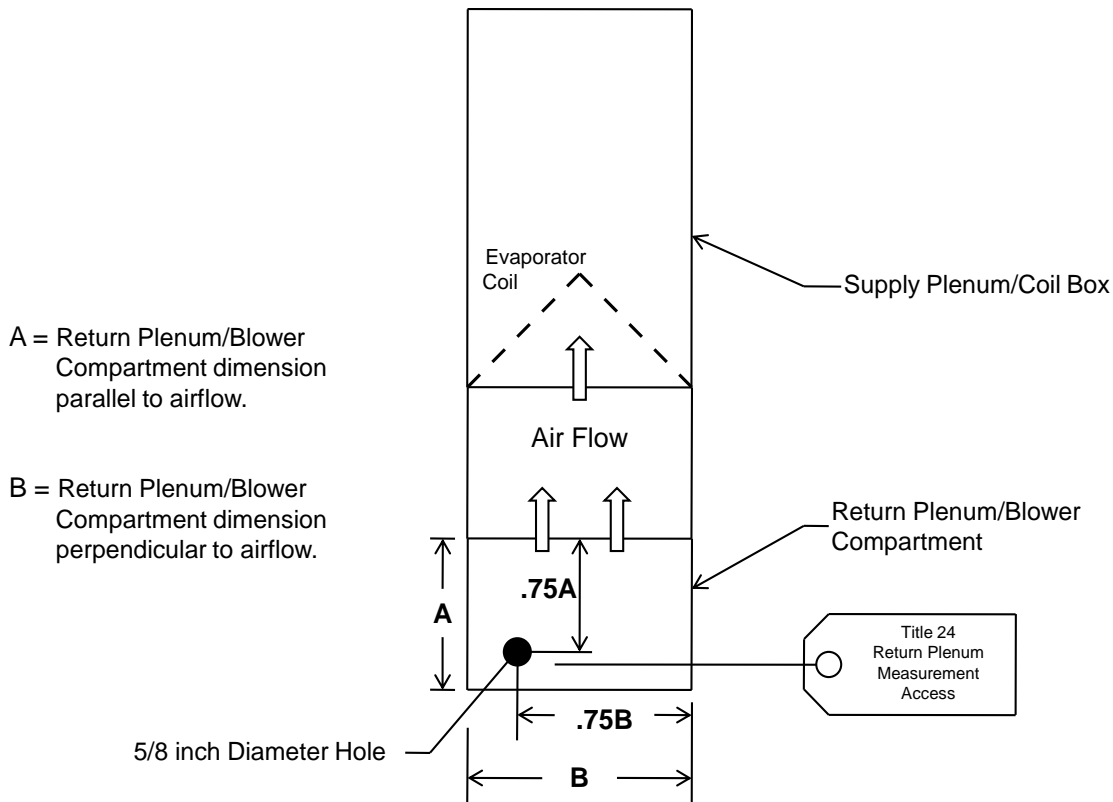 Evaporator
Coil
Supply Plenum/Coil Box
A = Return Plenum/Blower
Compartment dimension
parallel to airflow.
Air Flow
B = Return Plenum/Blower
Compartment dimension
perpendicular to airflow.
Return Plenum/Blower
Compartment
.75A
A
Title 24
Return Plenum
Measurement
Access
.75B
5/8 inch Diameter Hole
B